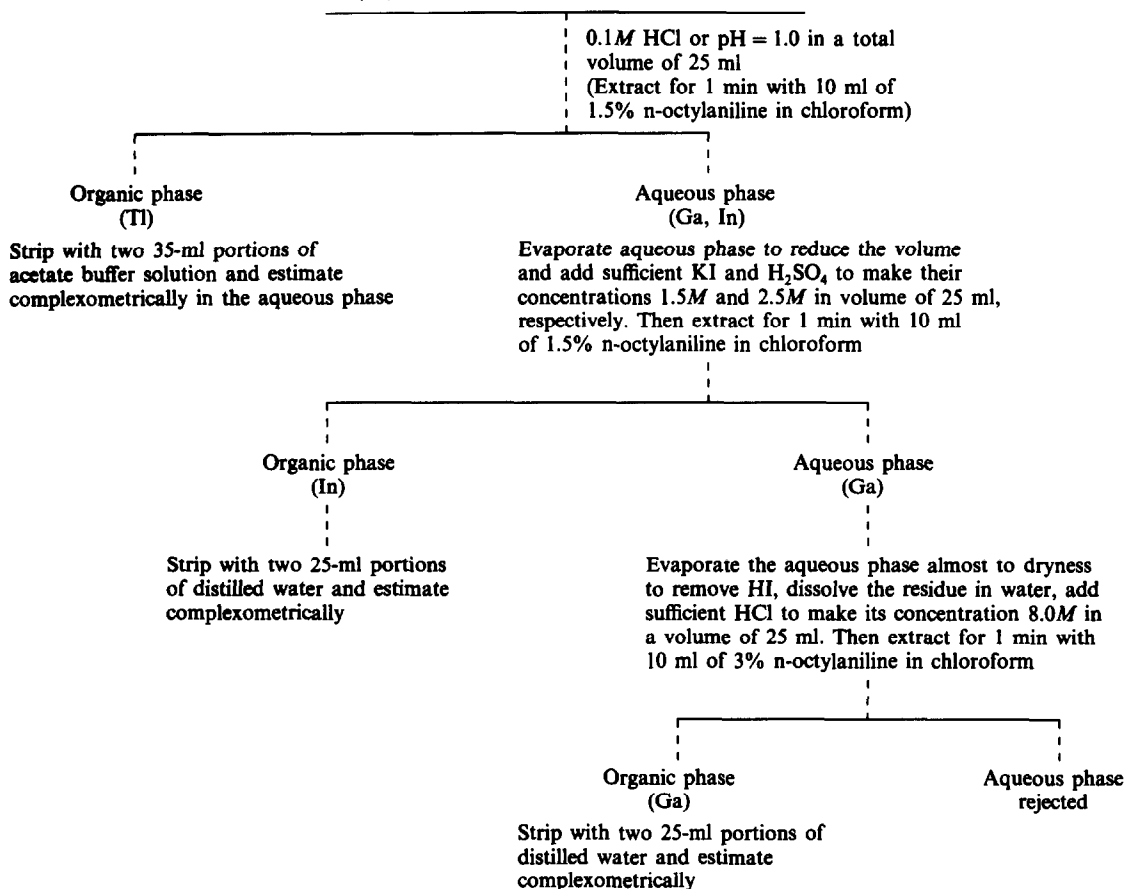 0.1M HCl or pH = 1.0 in a total
volume of 25 ml
(Extract for 1 min with 10 ml of
1.5% n-octylaniline in chloroform)
Organic phase
(Tl)
Strip with two 35-ml portions of
acetate buffer solution and estimate
complexometrically in the aqueous phase
Aqueous phase
(Ga, In)
Evaporate aqueous phase to reduce the volume
and add sufficient KI and H₂SO₄ to make their
concentrations 1.5M and 2.5M in volume of 25 ml,
respectively. Then extract for 1 min with 10 ml
of 1.5% n-octylaniline in chloroform
Organic phase
(In)
Strip with two 25-ml portions
of distilled water and estimate
complexometrically
Aqueous phase
(Ga)
Evaporate the aqueous phase almost to dryness
to remove HI, dissolve the residue in water, add
sufficient HCl to make its concentration 8.0M in
a volume of 25 ml. Then extract for 1 min with
10 ml of 3% n-octylaniline in chloroform
Organic phase
(Ga)
Strip with two 25-ml portions of
distilled water and estimate
complexometrically
Aqueous phase
rejected